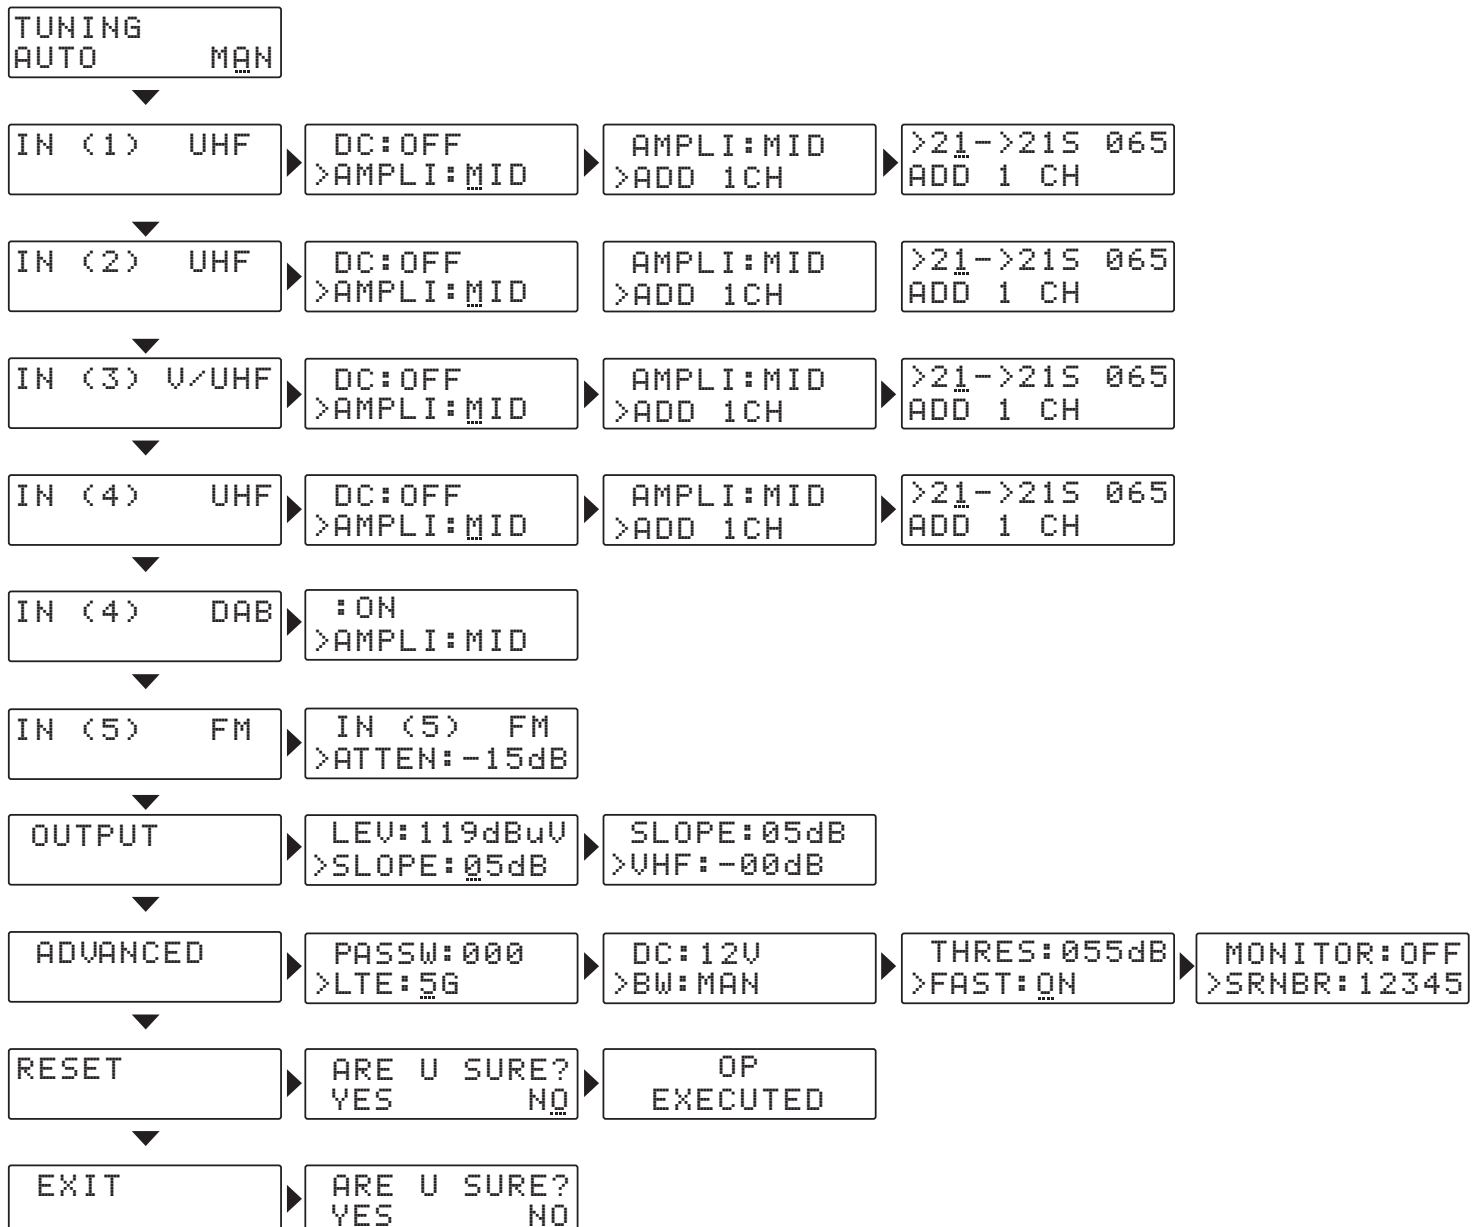 TUNING
AUTO MAN
IN (1) UHF
DC:OFF
>AMPLI:MID
AMPLI:MID
>ADD 1CH
>21->21S 065
ADD 1 CH
IN (2) UHF
DC:OFF
>AMPLI:MID
AMPLI:MID
>ADD 1CH
>21->21S 065
ADD 1 CH
IN (3) V/UHF
DC:OFF
>AMPLI:MID
AMPLI:MID
>ADD 1CH
>21->21S 065
ADD 1 CH
IN (4) UHF
DC:OFF
>AMPLI:MID
AMPLI:MID
>ADD 1CH
>21->21S 065
ADD 1 CH
IN (4) DAB
:ON
>AMPLI:MID
IN (5) FM
IN (5) FM
>ATTEN:-15dB
OUTPUT
LEV:119dBuV
>SLOPE:05dB
SLOPE:05dB
>VHF:-00dB
ADVANCED
PASSW:000
>LTE:5G
DC:12V
>BW:MAN
THRES:055dB
>FAST:ON
MONITOR:OFF
>SRNBR:12345
RESET
ARE U SURE?
YES NO
OP
EXECUTED
EXIT
ARE U SURE?
YES NO